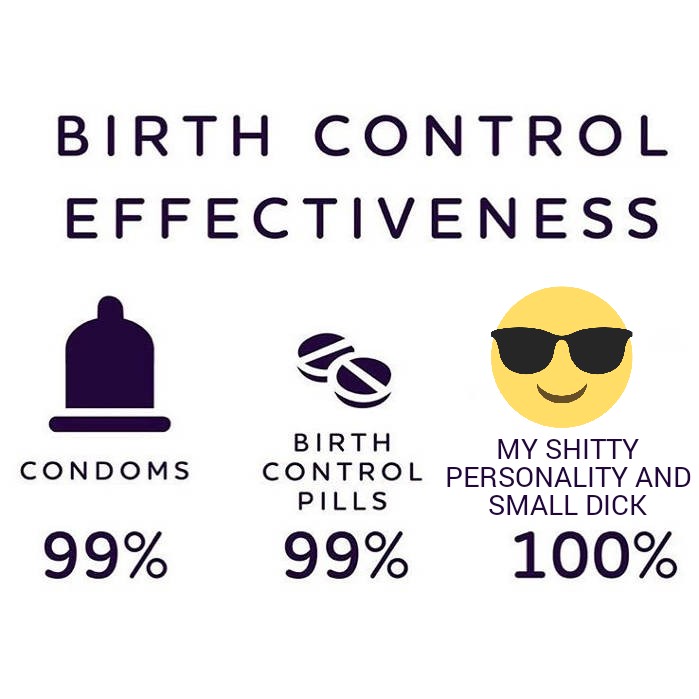 BIRTH CONTROL
EFFECTIVENESS
CONDOMS
99%
BIRTH
CONTROL
PILLS
99%
MY SHITTY
PERSONALITY AND
SMALL DICK
100%